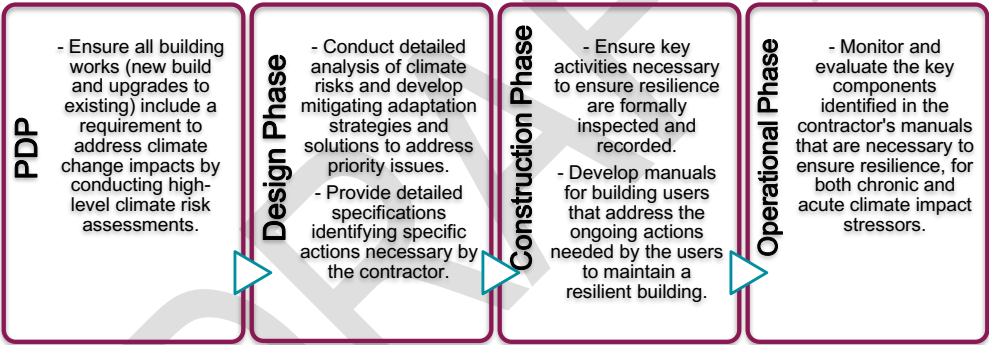 PDP
- Ensure all building
works (new build
and upgrades to
existing) include a
requirement to
address climate
change impacts by
conducting high-
level climate risk
assessments.
Design Phase
- Conduct detailed
analysis of climate
risks and develop
mitigating adaptation
strategies and
solutions to address
priority issues.
- Provide detailed
specifications
identifying specific
actions necessary by
the contractor.
Construction Phase
- Ensure key
activities necessary
to ensure resilience
are formally
inspected and
recorded.
- Develop manuals
for building users
that address the
ongoing actions
needed by the users
to maintain a
resilient building.
Operational Phase
- Monitor and
evaluate the key
components
identified in the
contractor's manuals
that are necessary to
ensure resilience, for
both chronic and
acute climate impact
stressors.
DRAFT